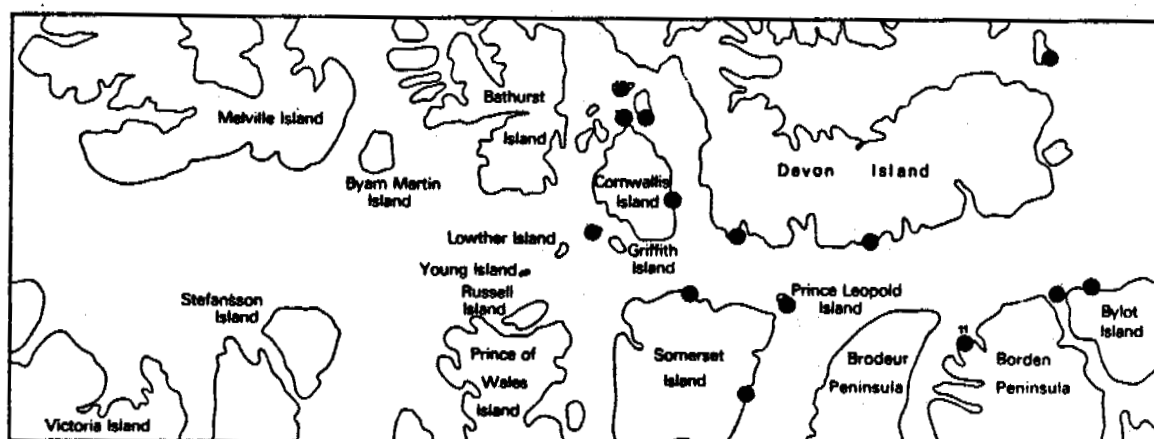 Melville Island
Bathurst
Island
Byam Martin
Island
Cornwallis
Island
Devon Island
Lowther Island
Griffith
Island
Young Island
Russell
Island
Stefansson
Island
Prince Leopold
Island
Bylot
Island
11
Prince of
Wales
Island
Somerset
Island
Brodeur
Peninsula
Borden
Peninsula
Victoria Island